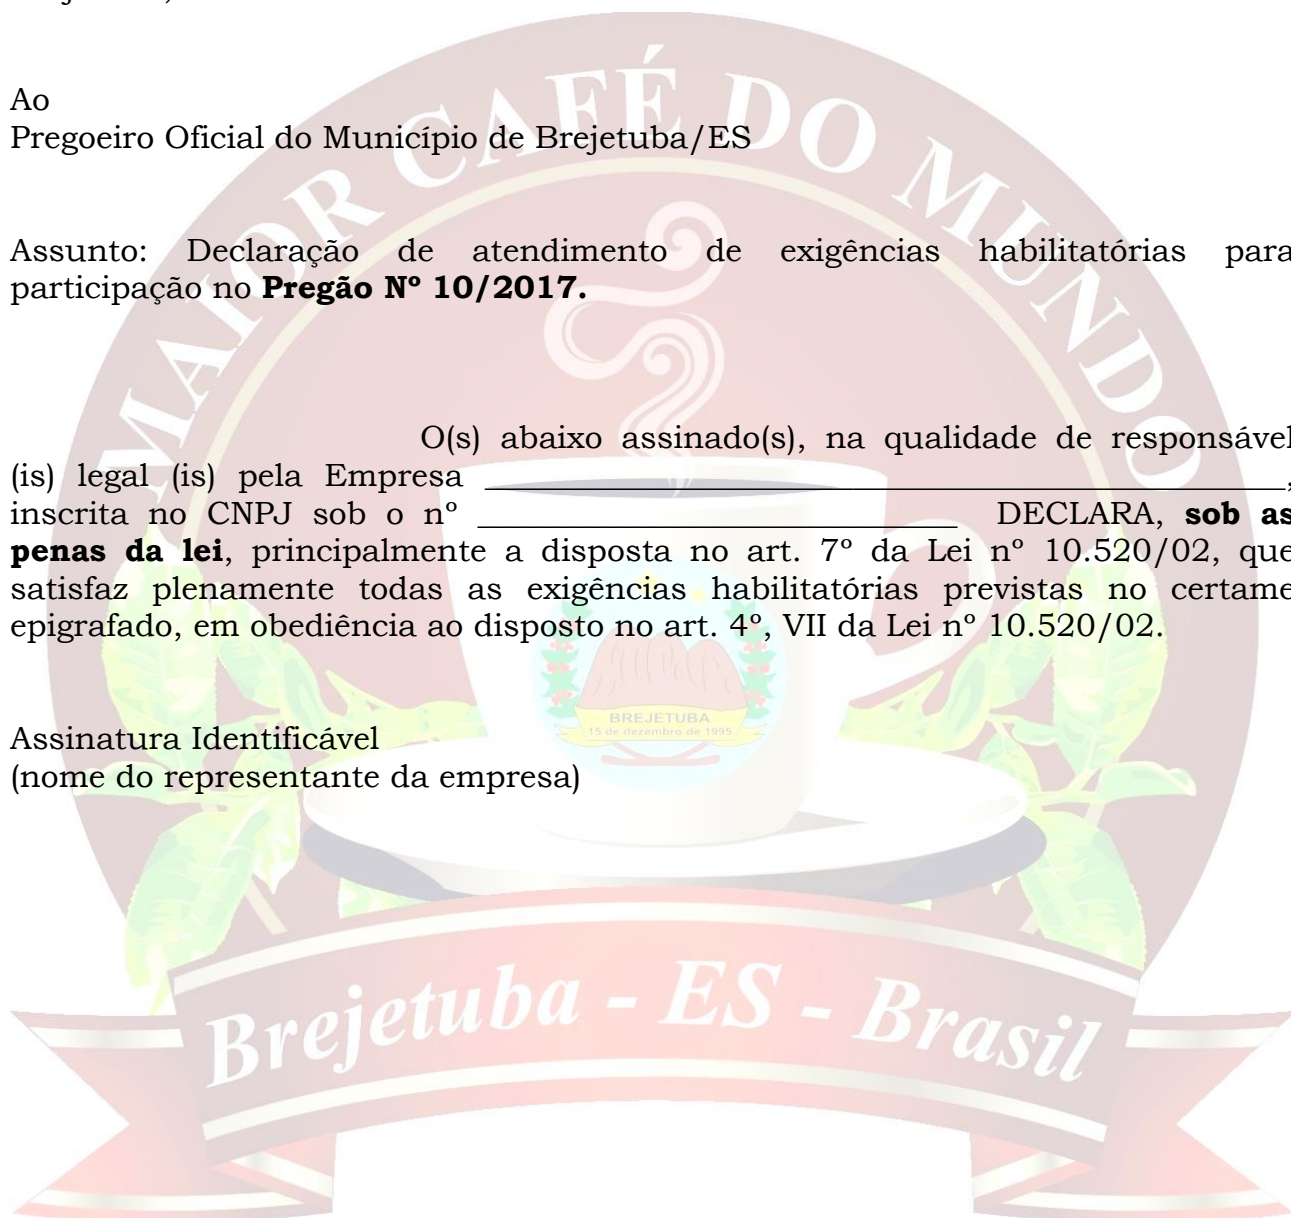 Ao
Pregoeiro Oficial do Município de Brejetuba/ES
Assunto: Declaração de atendimento de exigências habilitatórias para
participação no Pregão Nº 10/2017.
O(s) abaixo assinado(s), na qualidade de responsável
(is) legal (is) pela Empresa ______________________________________________,
inscrita no CNPJ sob o nº ____________________________ DECLARA, sob as
penas da lei, principalmente a disposta no art. 7º da Lei nº 10.520/02, que
satisfaz plenamente todas as exigências habilitatórias previstas no certame
epigrafado, em obediência ao disposto no art. 4º, VII da Lei nº 10.520/02.
Assinatura Identificável
(nome do representante da empresa)
MAIOR CAFÉ DO MUNDO
BREJETUBA
15 de dezembro de 1995
Brejetuba - ES - Brasil